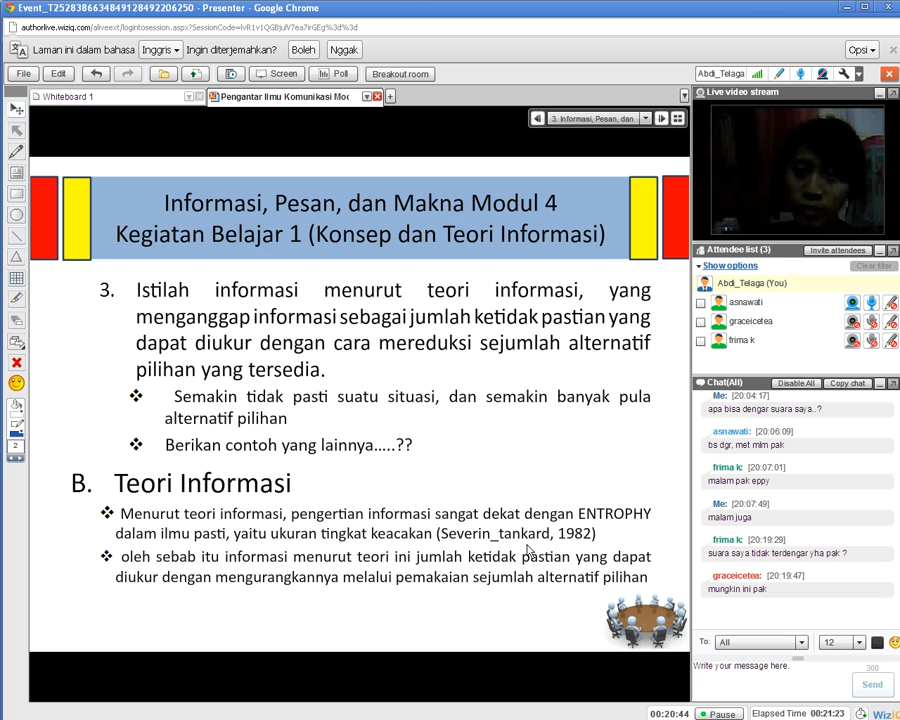 Event_T252838663484912849220​6250 - Presenter - Google Chrome
authorlive.wiziq.com/aliveext/logintosession.aspx?SessionCode=
Laman ini dalam bahasa Inggris Ingin diterjemahkan? Boleh Nggak Opsi
File Edit Screen Poll Breakout room Abdi_Telaga
Whiteboard 1 Pengantar Ilmu Komunikasi Moc
3. Informasi, Pesan, dan
Informasi, Pesan, dan Makna Modul 4
Kegiatan Belajar 1 (Konsep dan Teori Informasi)
3. Istilah informasi menurut teori informasi, yang
menganggap informasi sebagai jumlah ketidak pastian yang
dapat diukur dengan cara mereduksi sejumlah alternatif
pilihan yang tersedia.
❖ Semakin tidak pasti suatu situasi, dan semakin banyak pula
alternatif pilihan
❖ Berikan contoh yang lainnya.....??
B. Teori Informasi
❖ Menurut teori informasi, pengertian informasi sangat dekat dengan ENTROPHY
dalam ilmu pasti, yaitu ukuran tingkat keacakan (Severin_tankard, 1982)
❖ oleh sebab itu informasi menurut teori ini jumlah ketidak pastian yang dapat
diukur dengan mengurangkannya melalui pemakaian sejumlah alternatif pilihan
2
Live video stream
Attendee list (3) Invite attendees
Show options Clear filter
Abdi_Telaga (You)
asnawati
graceicetea
frima k
Chat(All) Disable All Copy chat
Me: [20:04:17]
apa bisa dengar suara saya..?
asnawati: [20:06:09]
bs dgr, met mlm pak
frima k: [20:07:01]
malam pak eppy
Me: [20:07:49]
malam juga
frima k: [20:19:29]
suara saya tidak terdengar yha pak ?
graceicetea: [20:19:47]
mungkin ini pak
To: All 12
Write your message here.
300
Send
00:20:44 Pause Elapsed Time 00:21:23 WizIQ